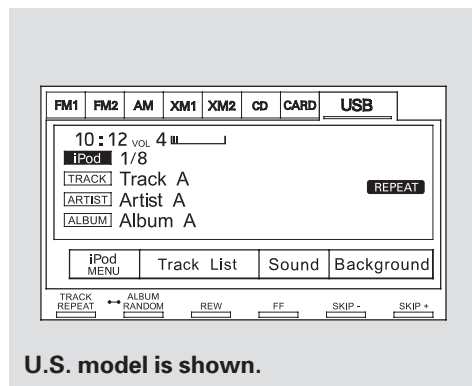 FM1 FM2 AM XM1 XM2 CD CARD USB
10:12 VOL 4
iPod 1/8
TRACK Track A
REPEAT
ARTIST Artist A
ALBUM Album A
iPod MENU Track List Sound Background
TRACK REPEAT ALBUM RANDOM REW FF SKIP - SKIP +
U.S. model is shown.